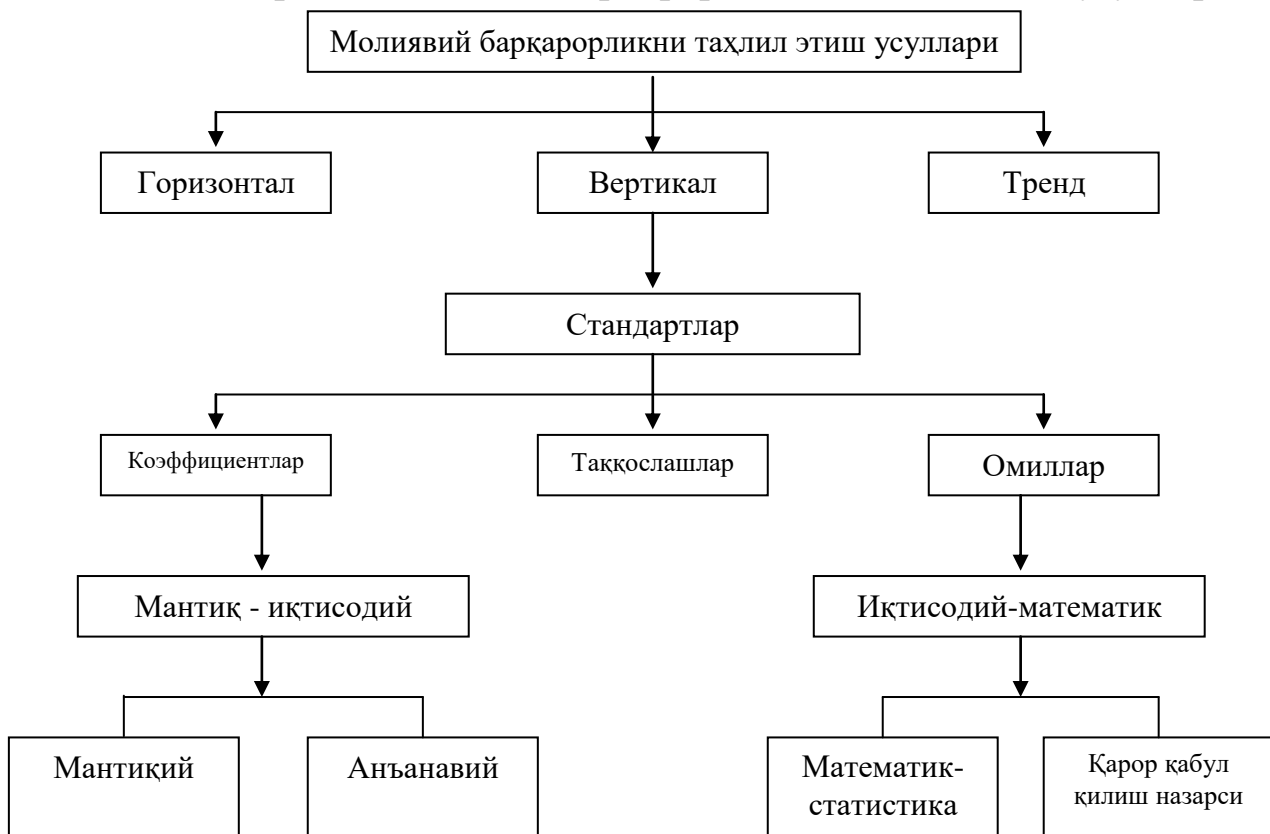 Молиявий барқарорликни таҳлил этиш усуллари
Горизонтал
Вертикал
Тренд
Стандартлар
Коэффициентлар
Таққослашлар
Омиллар
Мантиқ - иқтисодий
Иқтисодий-математик
Мантиқий
Анъанавий
Математик-
статистика
Қарор қабул
қилиш назарси